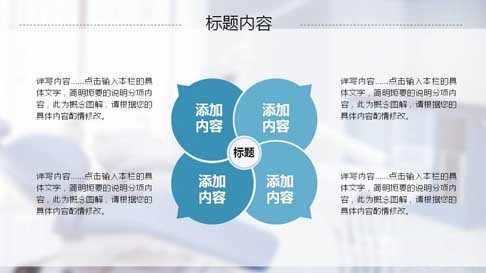 标题内容
详写内容……点击输入本栏的具
体文字，简明扼要的说明分项内
容，此为概念图解，请根据您的
具体内容酌情修改。
添加
内容
添加
内容
详写内容……点击输入本栏的具
体文字，简明扼要的说明分项内
容，此为概念图解，请根据您的
具体内容酌情修改。
标题
详写内容……点击输入本栏的具
体文字，简明扼要的说明分项内
容，此为概念图解，请根据您的
具体内容酌情修改。
添加
内容
添加
内容
详写内容……点击输入本栏的具
体文字，简明扼要的说明分项内
容，此为概念图解，请根据您的
具体内容酌情修改。